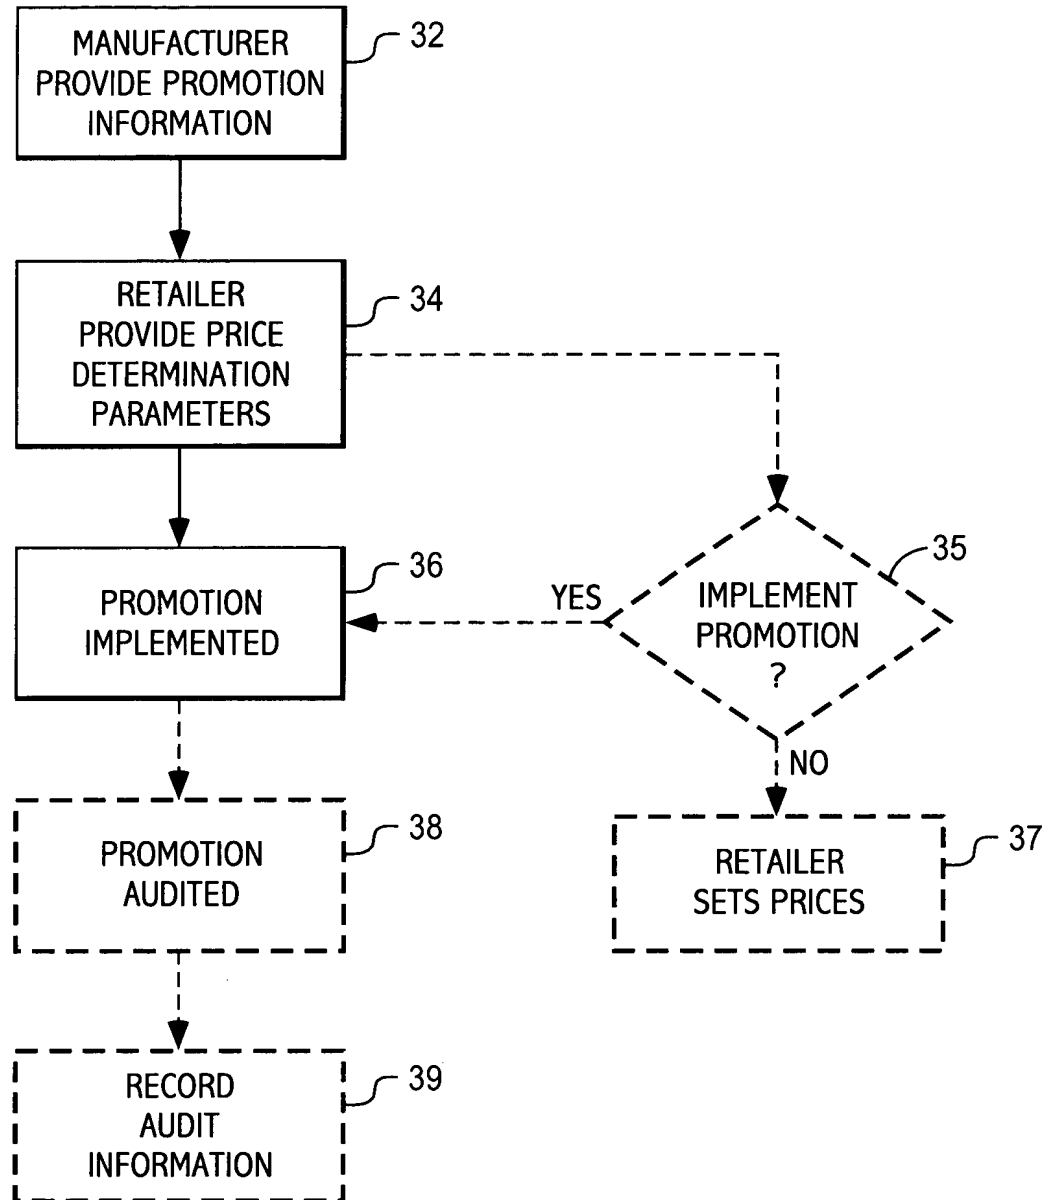 MANUFACTURER
PROVIDE PROMOTION
INFORMATION
32
RETAILER
PROVIDE PRICE
DETERMINATION
PARAMETERS
34
PROMOTION
IMPLEMENTED
36
YES
IMPLEMENT
PROMOTION
?
35
NO
PROMOTION
AUDITED
38
RETAILER
SETS PRICES
37
RECORD
AUDIT
INFORMATION
39